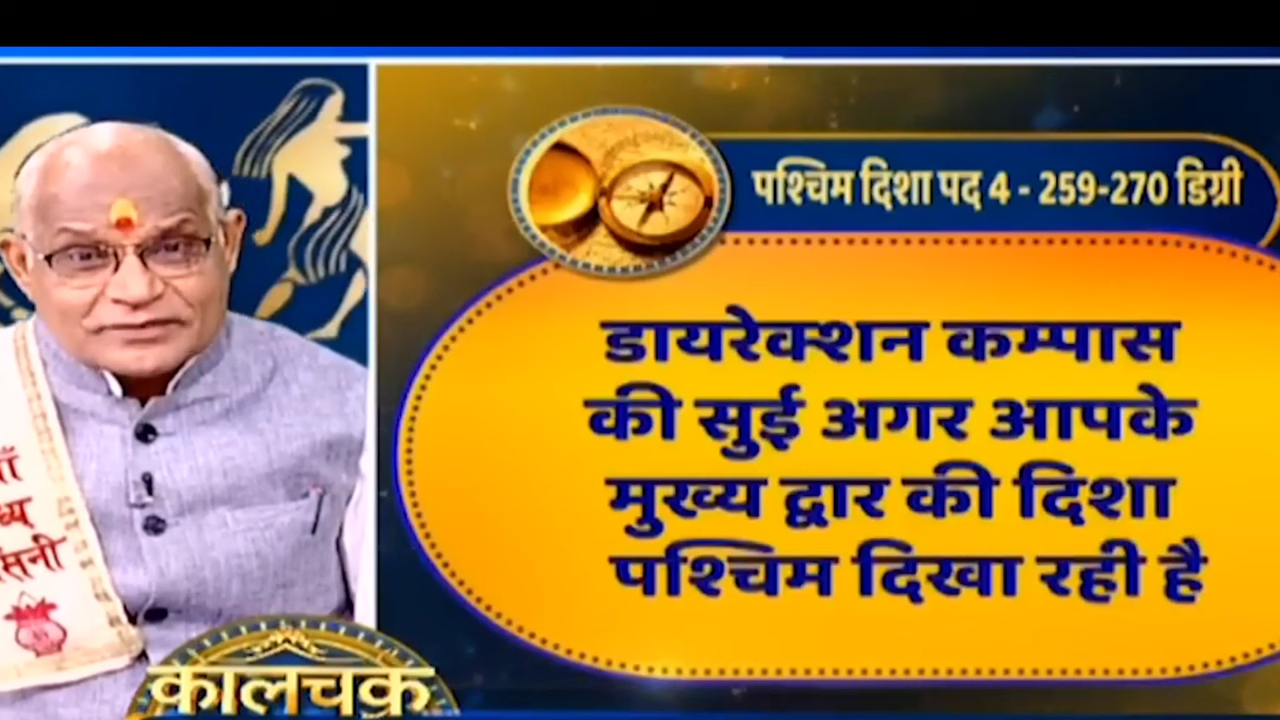 पश्चिम दिशा पद 4 - 259-270 डिग्री
डायरेक्शन कम्पास
की सुई अगर आपके
मुख्य द्वार की दिशा
पश्चिम दिखा रही है
कालचक्र